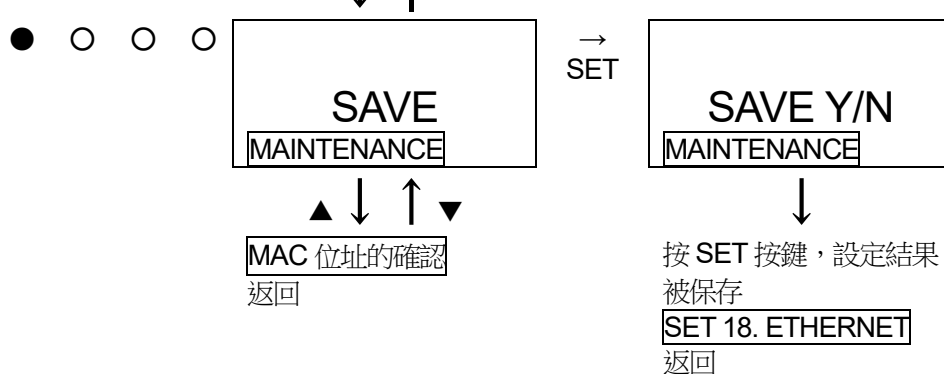 →
SET
SAVE
MAINTENANCE
SAVE Y/N
MAINTENANCE
▲ ↓ ↑ ▼
↓
MAC 位址的確認
返回
按 SET 按鍵,設定結果
被保存
SET 18. ETHERNET
返回